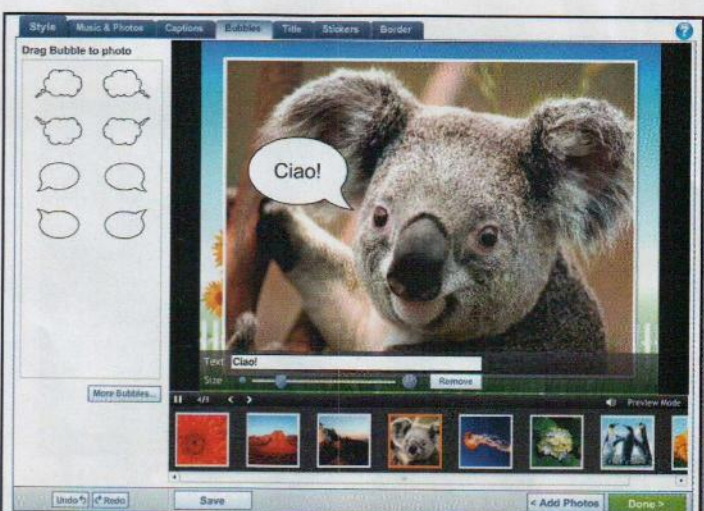 Style Music & Photos Captions Bubbles Title Stickers Border
?
Drag Bubble to photo
Ciao!
Text Ciao!
Size Remove
More Bubbles...
4/8 < > Preview Mode
Undo Redo Save < Add Photos Done >